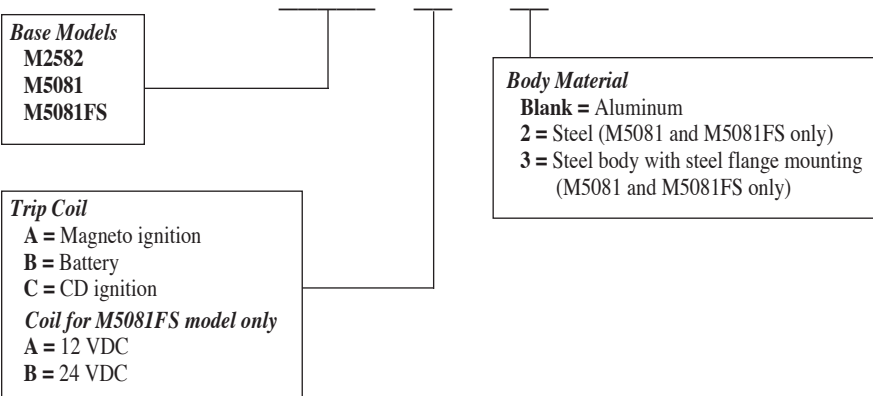 Base Models
M2582
M5081
M5081FS
Body Material
Blank = Aluminum
2 = Steel (M5081 and M5081FS only)
3 = Steel body with steel flange mounting
(M5081 and M5081FS only)
Trip Coil
A = Magneto ignition
B = Battery
C = CD ignition
Coil for M5081FS model only
A = 12 VDC
B = 24 VDC